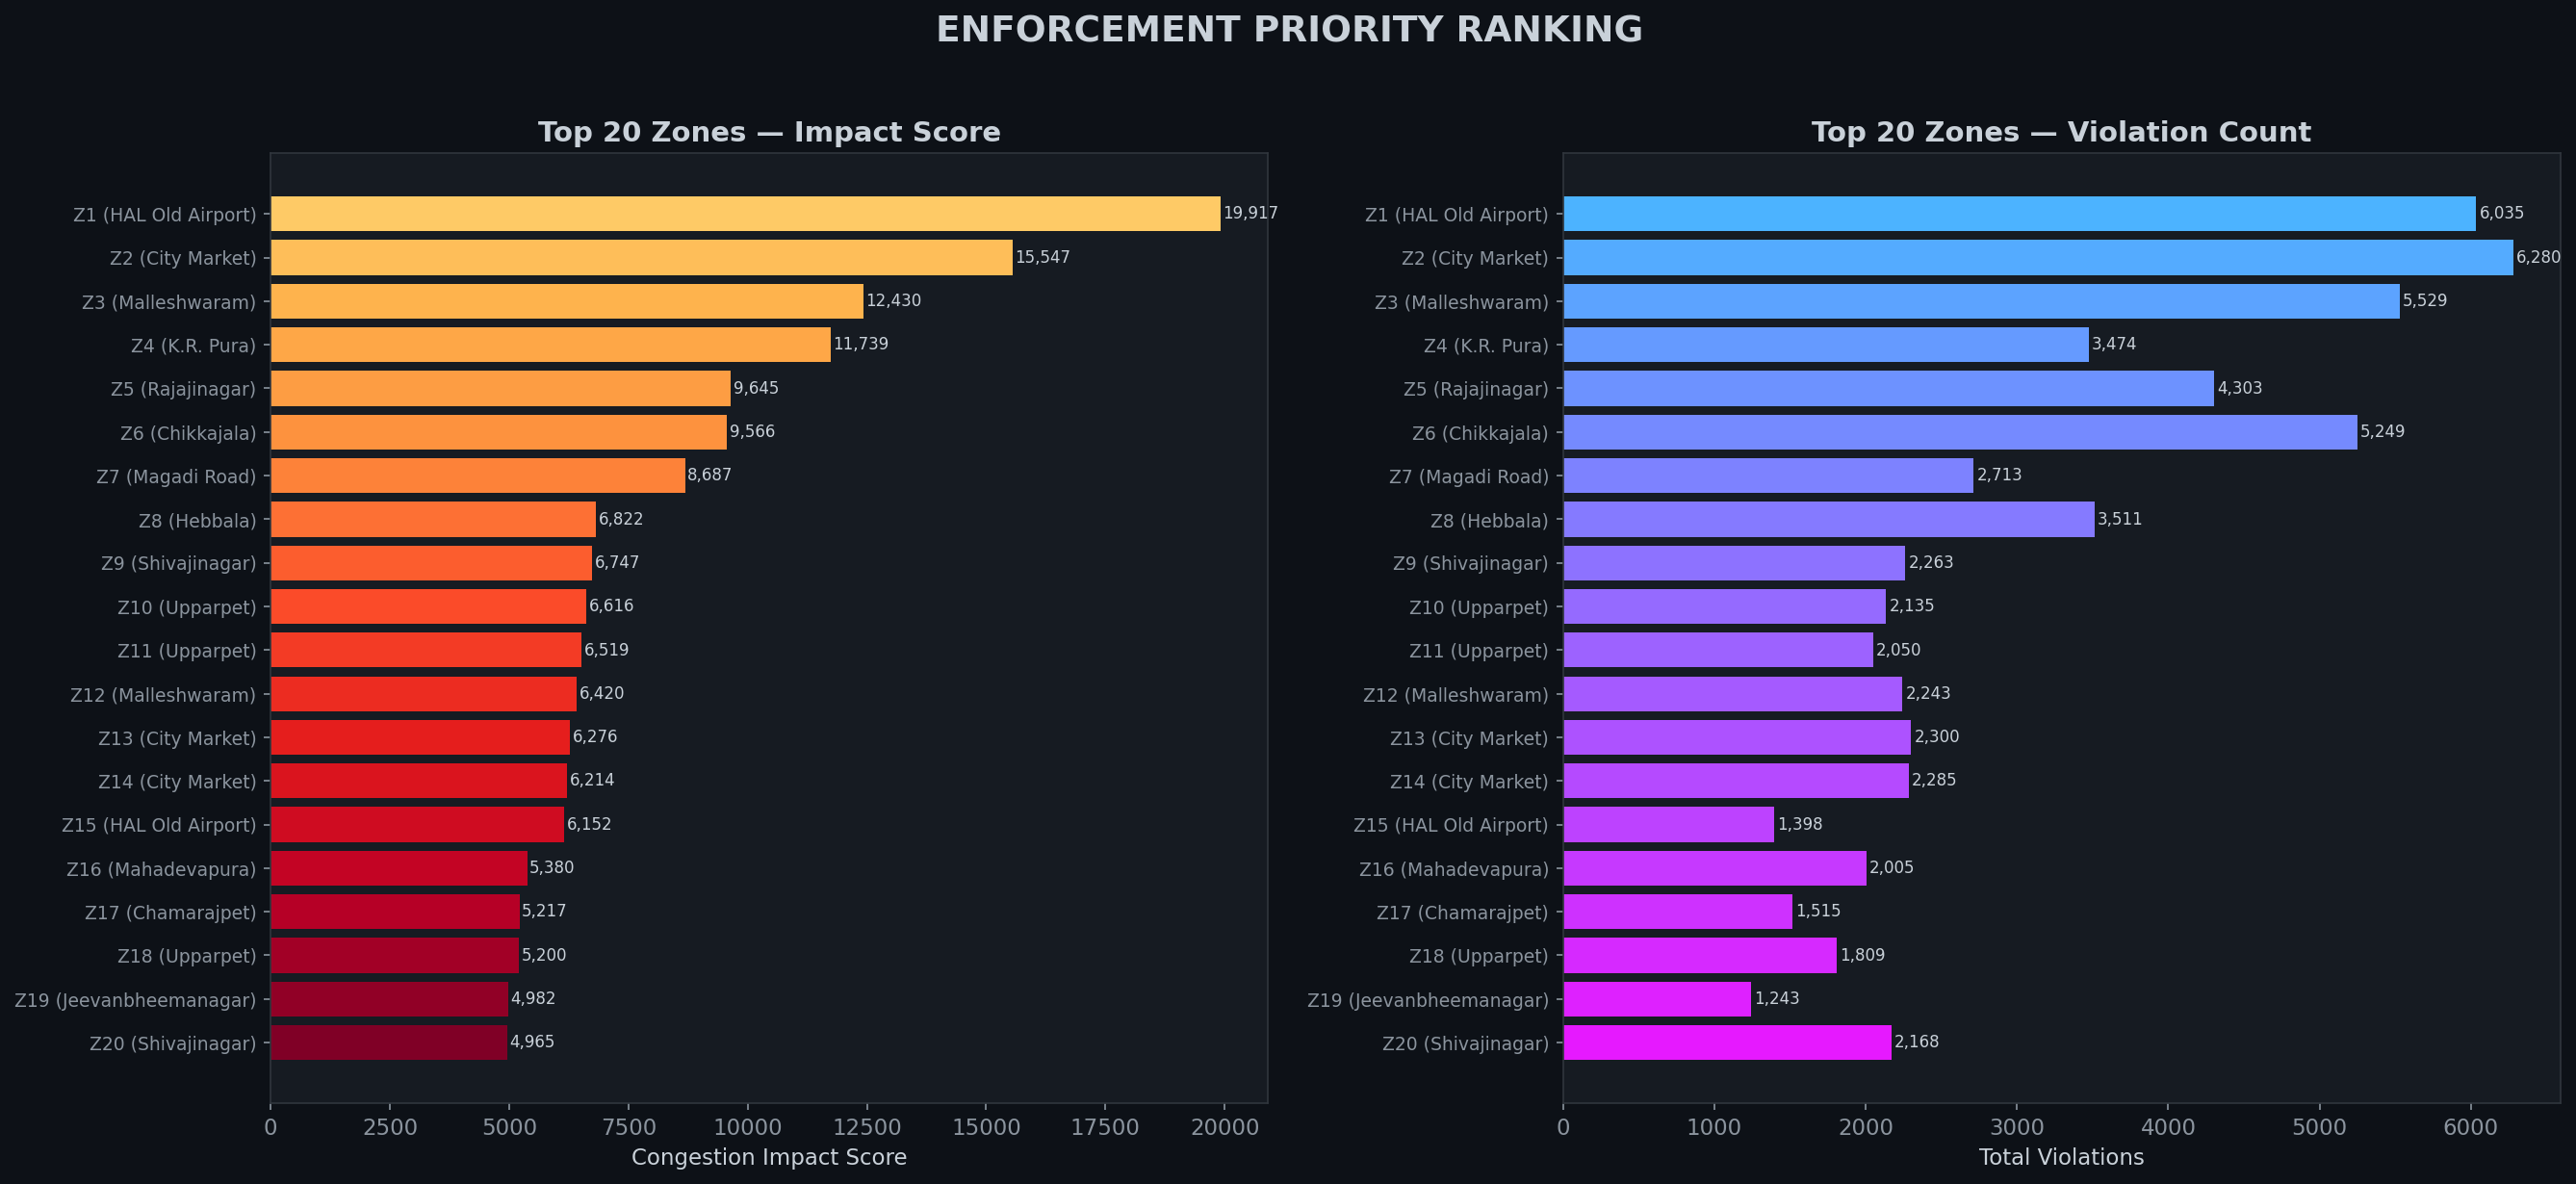 ENFORCEMENT PRIORITY RANKING
Top 20 Zones — Impact Score
Z1 (HAL Old Airport) 19,917
Z2 (City Market) 15,547
Z3 (Malleshwaram) 12,430
Z4 (K.R. Pura) 11,739
Z5 (Rajajinagar) 9,645
Z6 (Chikkajala) 9,566
Z7 (Magadi Road) 8,687
Z8 (Hebbala) 6,822
Z9 (Shivajinagar) 6,747
Z10 (Upparpet) 6,616
Z11 (Upparpet) 6,519
Z12 (Malleshwaram) 6,420
Z13 (City Market) 6,276
Z14 (City Market) 6,214
Z15 (HAL Old Airport) 6,152
Z16 (Mahadevapura) 5,380
Z17 (Chamarajpet) 5,217
Z18 (Upparpet) 5,200
Z19 (Jeevanbheemanagar) 4,982
Z20 (Shivajinagar) 4,965
0 2500 5000 7500 10000 12500 15000 17500 20000
Congestion Impact Score
Top 20 Zones — Violation Count
Z1 (HAL Old Airport) 6,035
Z2 (City Market) 6,280
Z3 (Malleshwaram) 5,529
Z4 (K.R. Pura) 3,474
Z5 (Rajajinagar) 4,303
Z6 (Chikkajala) 5,249
Z7 (Magadi Road) 2,713
Z8 (Hebbala) 3,511
Z9 (Shivajinagar) 2,263
Z10 (Upparpet) 2,135
Z11 (Upparpet) 2,050
Z12 (Malleshwaram) 2,243
Z13 (City Market) 2,300
Z14 (City Market) 2,285
Z15 (HAL Old Airport) 1,398
Z16 (Mahadevapura) 2,005
Z17 (Chamarajpet) 1,515
Z18 (Upparpet) 1,809
Z19 (Jeevanbheemanagar) 1,243
Z20 (Shivajinagar) 2,168
0 1000 2000 3000 4000 5000 6000
Total Violations